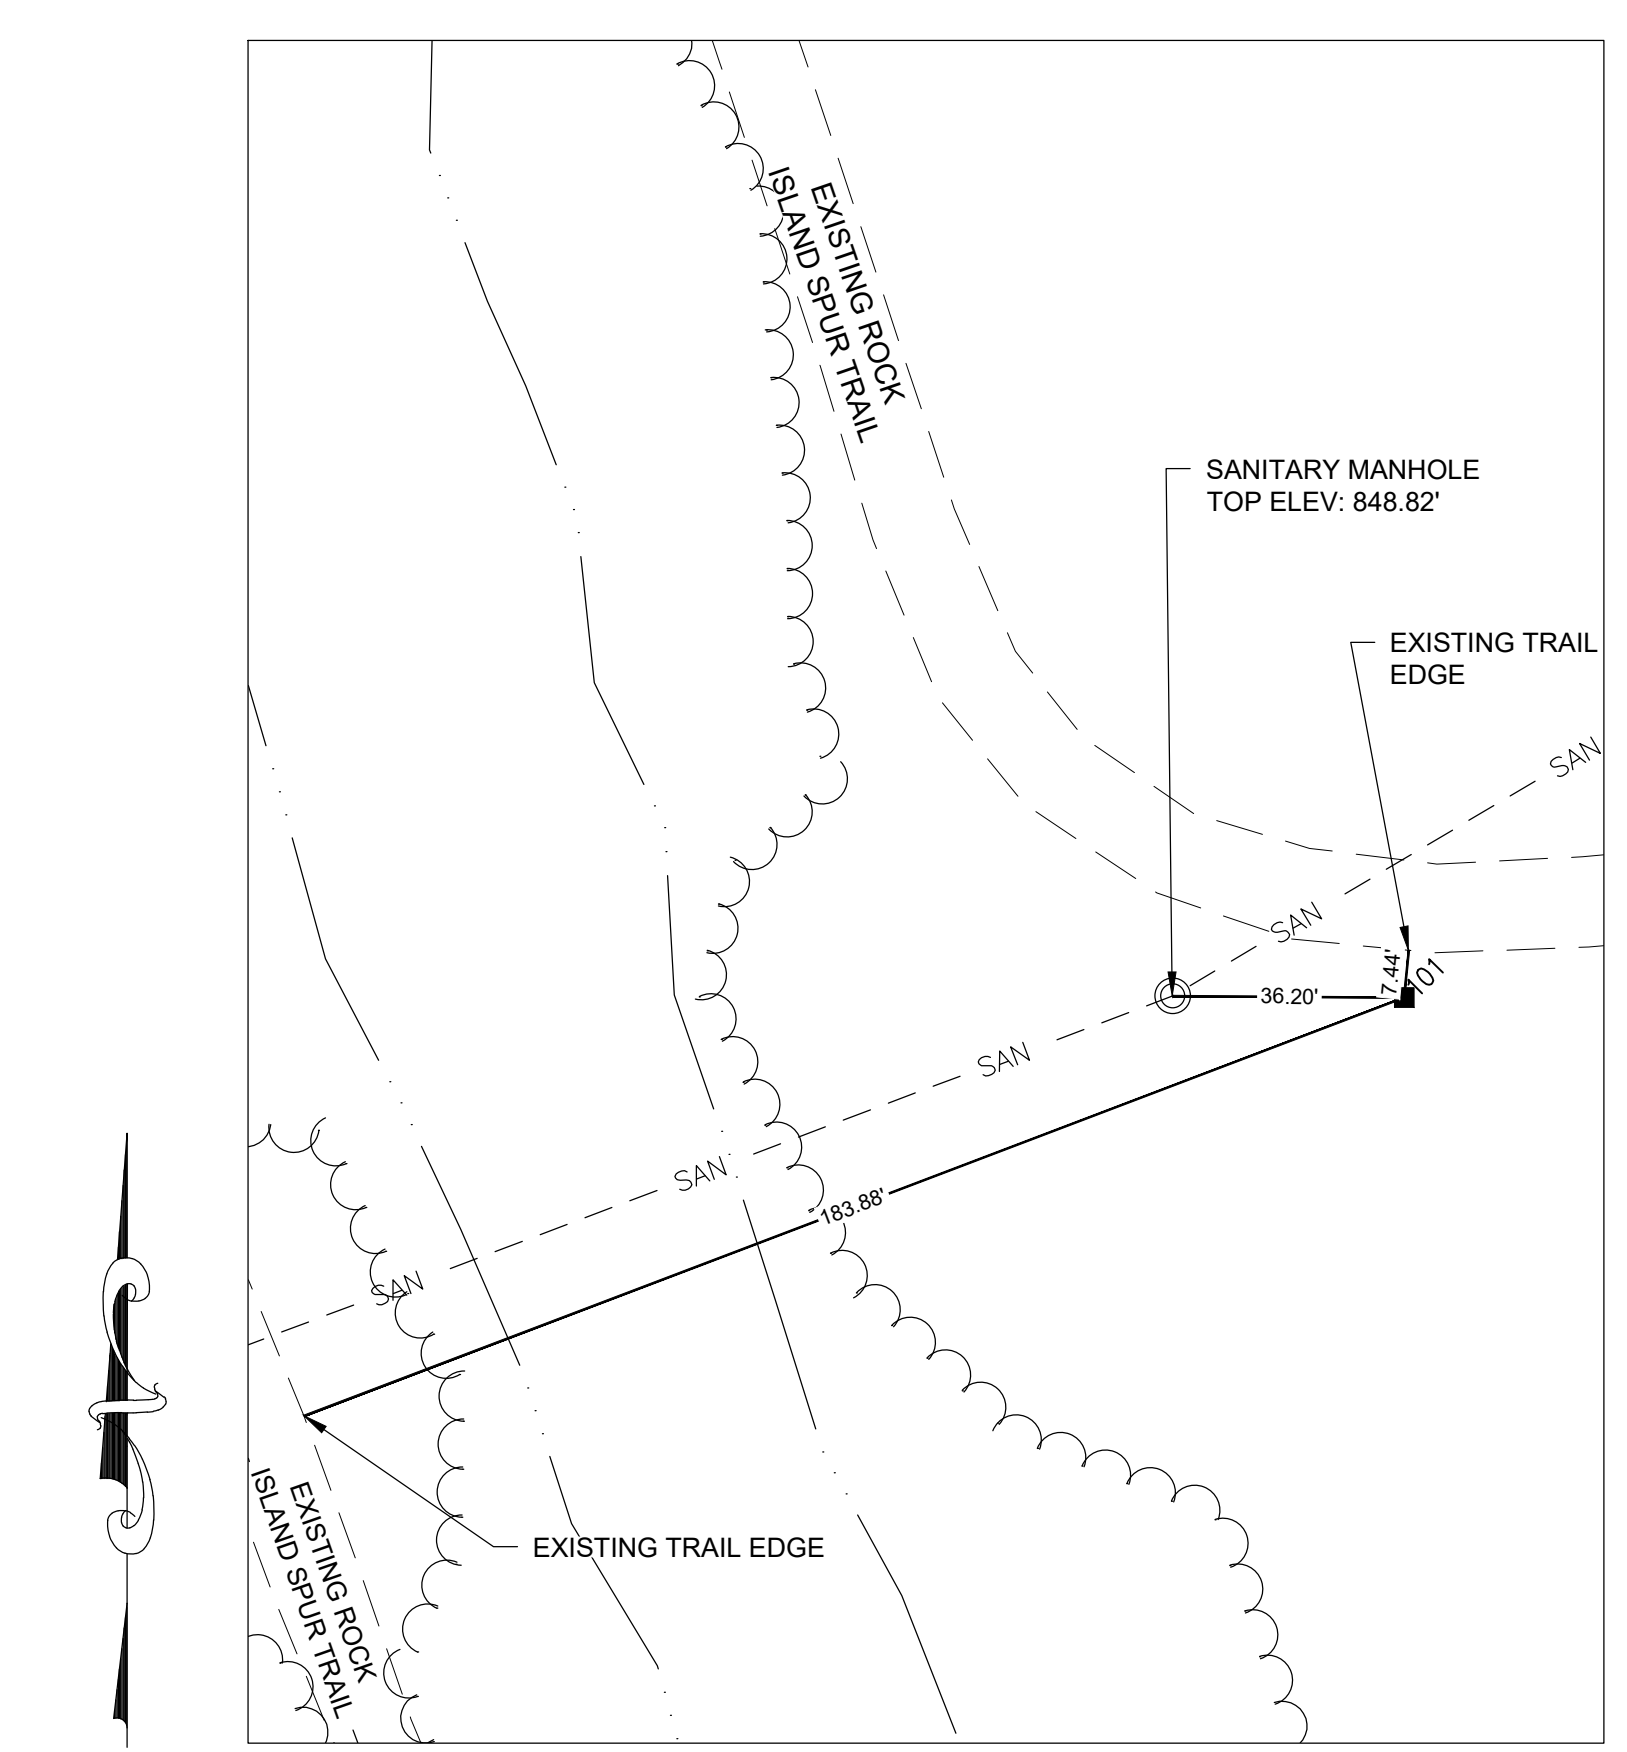 EXISTING ROCK
ISLAND SPUR TRAIL
SANITARY MANHOLE
TOP ELEV: 848.82'
EXISTING TRAIL
EDGE
SAN
SAN
7.44'
101
36.20'
SAN
SAN
183.88'
SAN
EXISTING ROCK
ISLAND SPUR TRAIL
EXISTING TRAIL EDGE